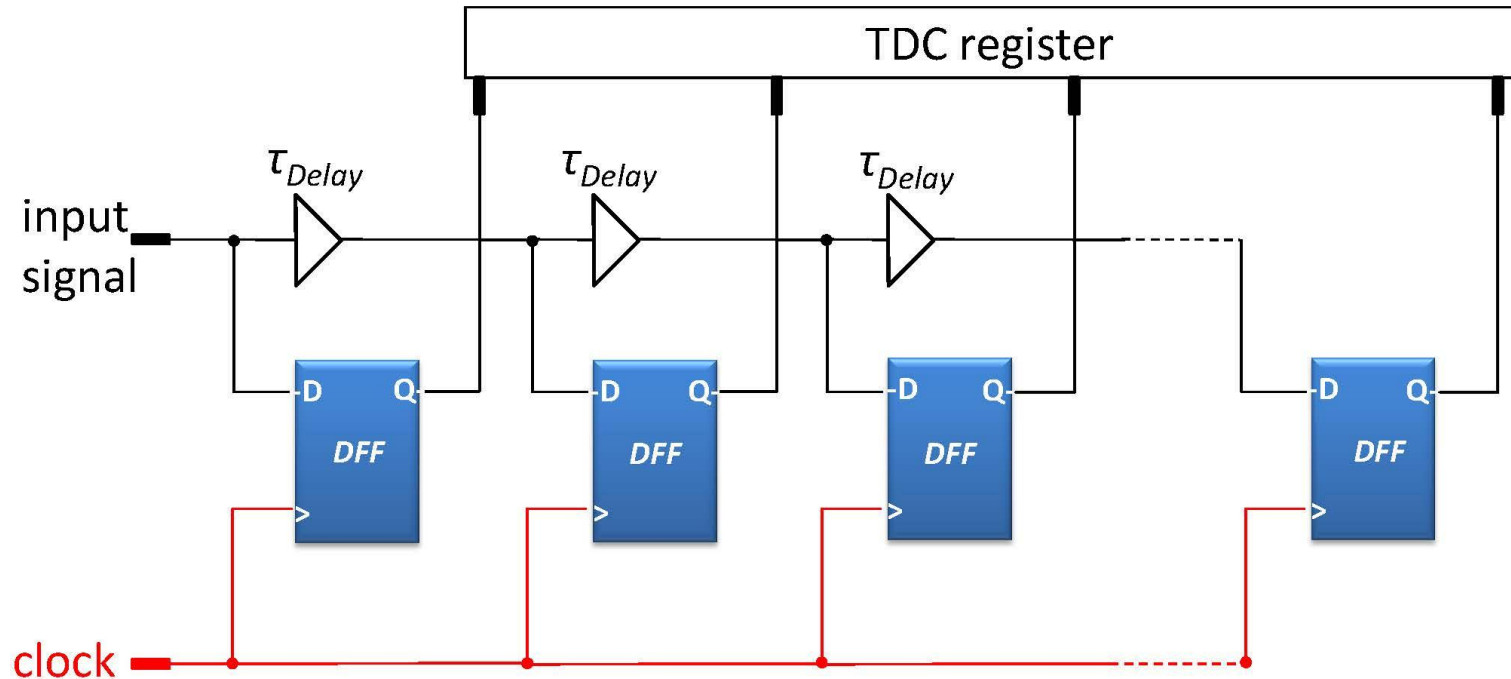 TDC register
τDelay
τDelay
τDelay
input
signal
D Q
DFF
>
D Q
DFF
>
D Q
DFF
>
D Q
DFF
>
clock